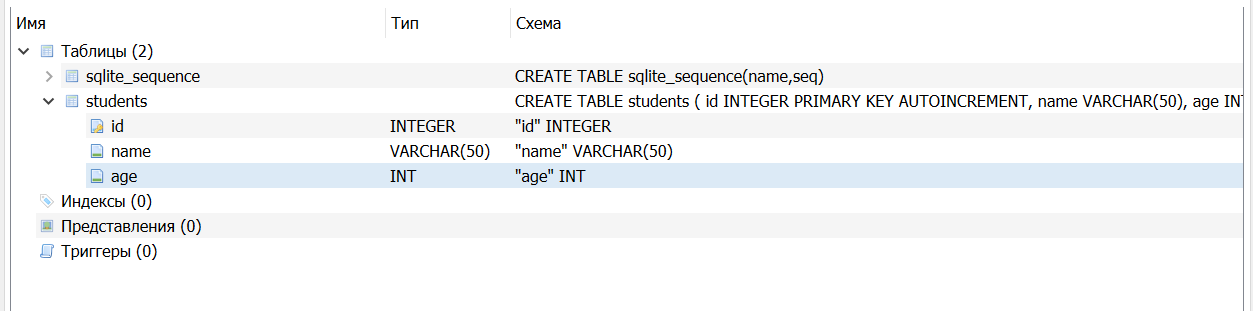 Имя Тип Схема
Таблицы (2)
sqlite_sequence CREATE TABLE sqlite_sequence(name,seq)
students CREATE TABLE students ( id INTEGER PRIMARY KEY AUTOINCREMENT, name VARCHAR(50), age INT
id INTEGER "id" INTEGER
name VARCHAR(50) "name" VARCHAR(50)
age INT "age" INT
Индексы (0)
Представления (0)
Триггеры (0)